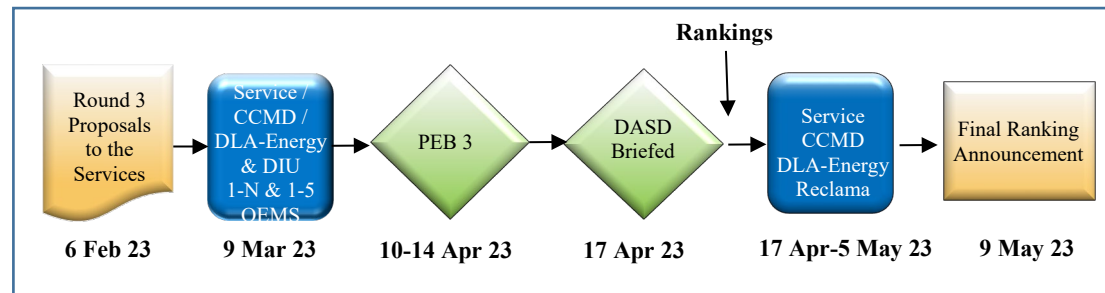 Rankings
Round 3
Proposals
to the
Services
Service /
CCMD /
DLA-Energy
& DIU
1-N & 1-5
OEMS
PEB 3
DASD
Briefed
Service
CCMD
DLA-Energy
Reclama
Final Ranking
Announcement
6 Feb 23
9 Mar 23
10-14 Apr 23
17 Apr 23
17 Apr-5 May 23
9 May 23